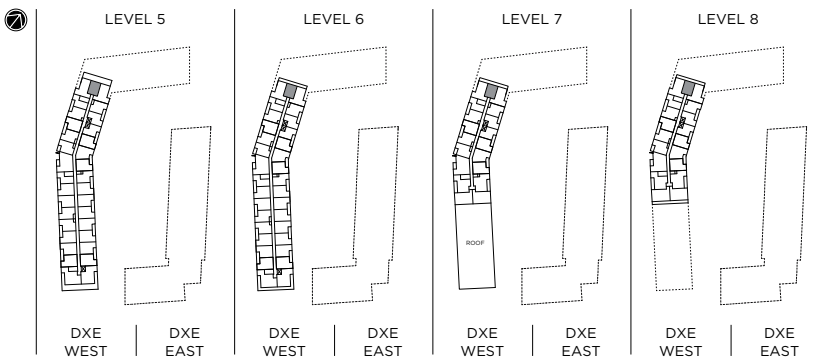 LEVEL 5
LEVEL 6
LEVEL 7
LEVEL 8
ROOF
DXE
WEST
DXE
EAST
DXE
WEST
DXE
EAST
DXE
WEST
DXE
EAST
DXE
WEST
DXE
EAST